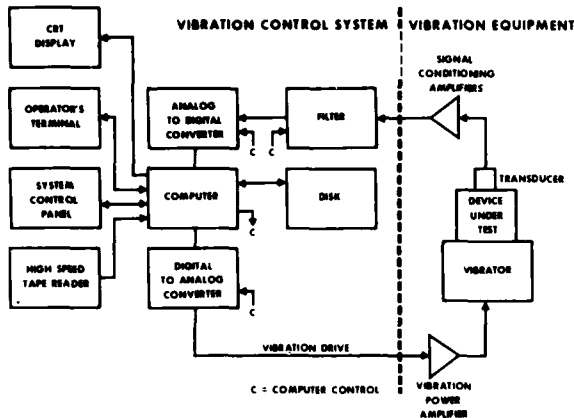 VIBRATION CONTROL SYSTEM
VIBRATION EQUIPMENT
CRT
DISPLAY
OPERATOR'S
TERMINAL
SYSTEM
CONTROL
PANEL
HIGH SPEED
TAPE READER
ANALOG
TO DIGITAL
CONVERTER
C
C
FILTER
COMPUTER
C
DISK
DIGITAL
TO ANALOG
CONVERTER
C
VIBRATION DRIVE
C = COMPUTER CONTROL
SIGNAL
CONDITIONING
AMPLIFIERS
TRANSDUCER
DEVICE
UNDER
TEST
VIBRATOR
VIBRATION
POWER
AMPLIFIER